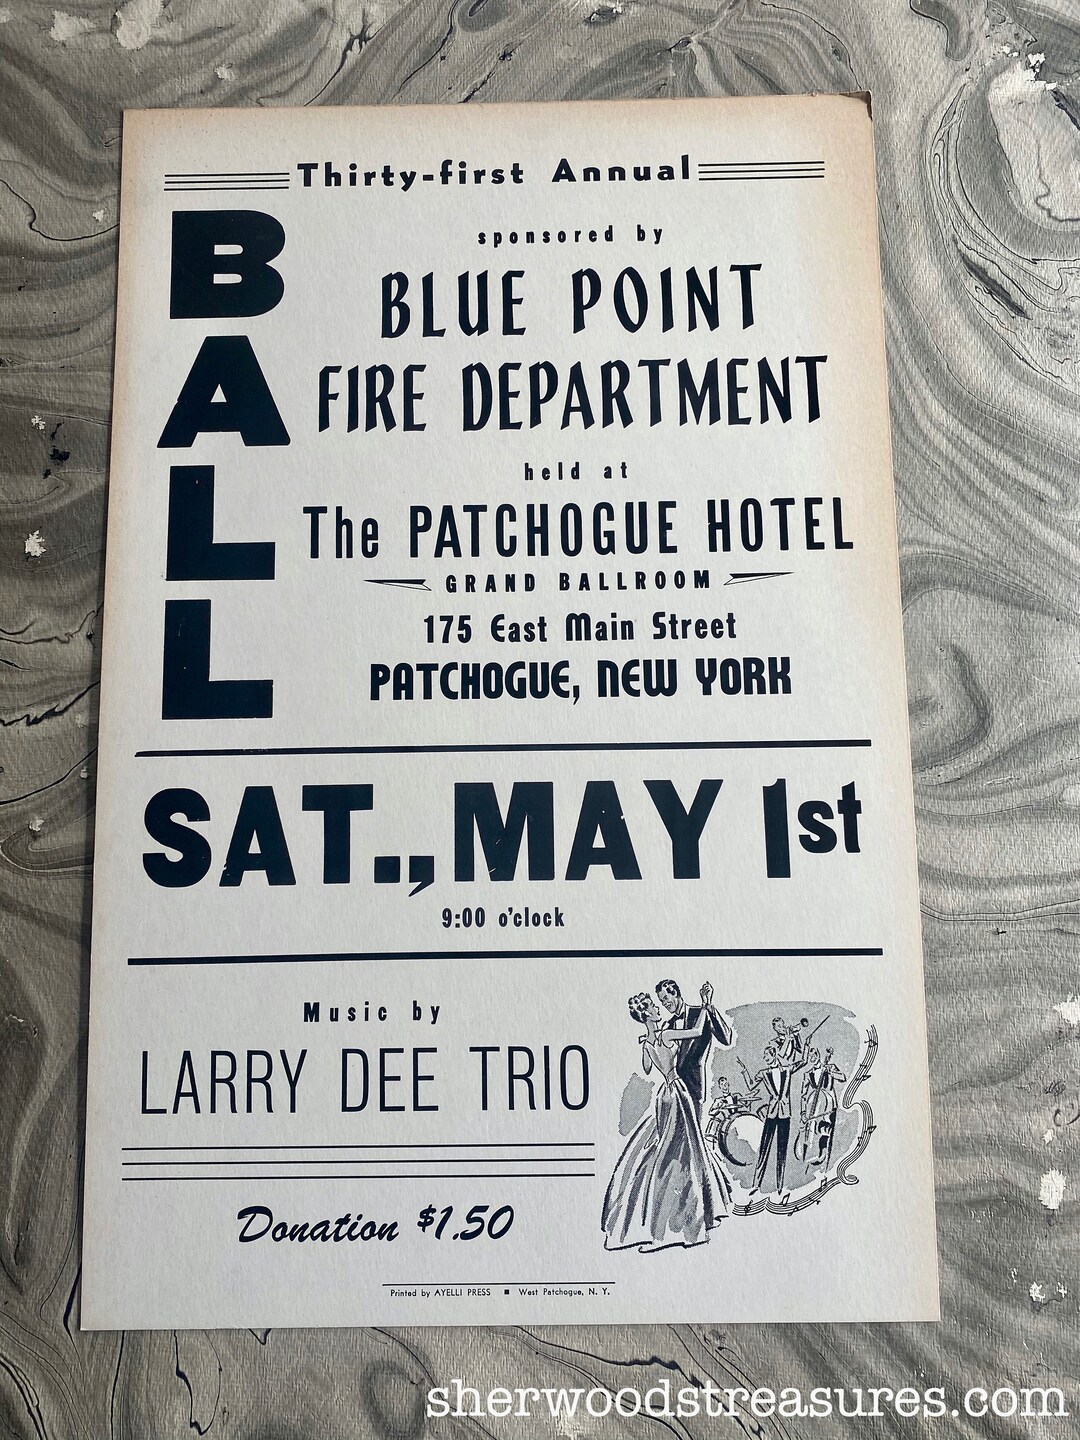 Thirty-first Annual
BALL
sponsored by
BLUE POINT
FIRE DEPARTMENT
held at
The PATCHOGUE HOTEL
GRAND BALLROOM
175 East Main Street
PATCHOGUE, NEW YORK
SAT., MAY 1st
9:00 o'clock
Music by
LARRY DEE TRIO
Donation $1.50
Printed by AYELLI PRESS ■ West Patchogue, N. Y.
sherwoodstreasures.com